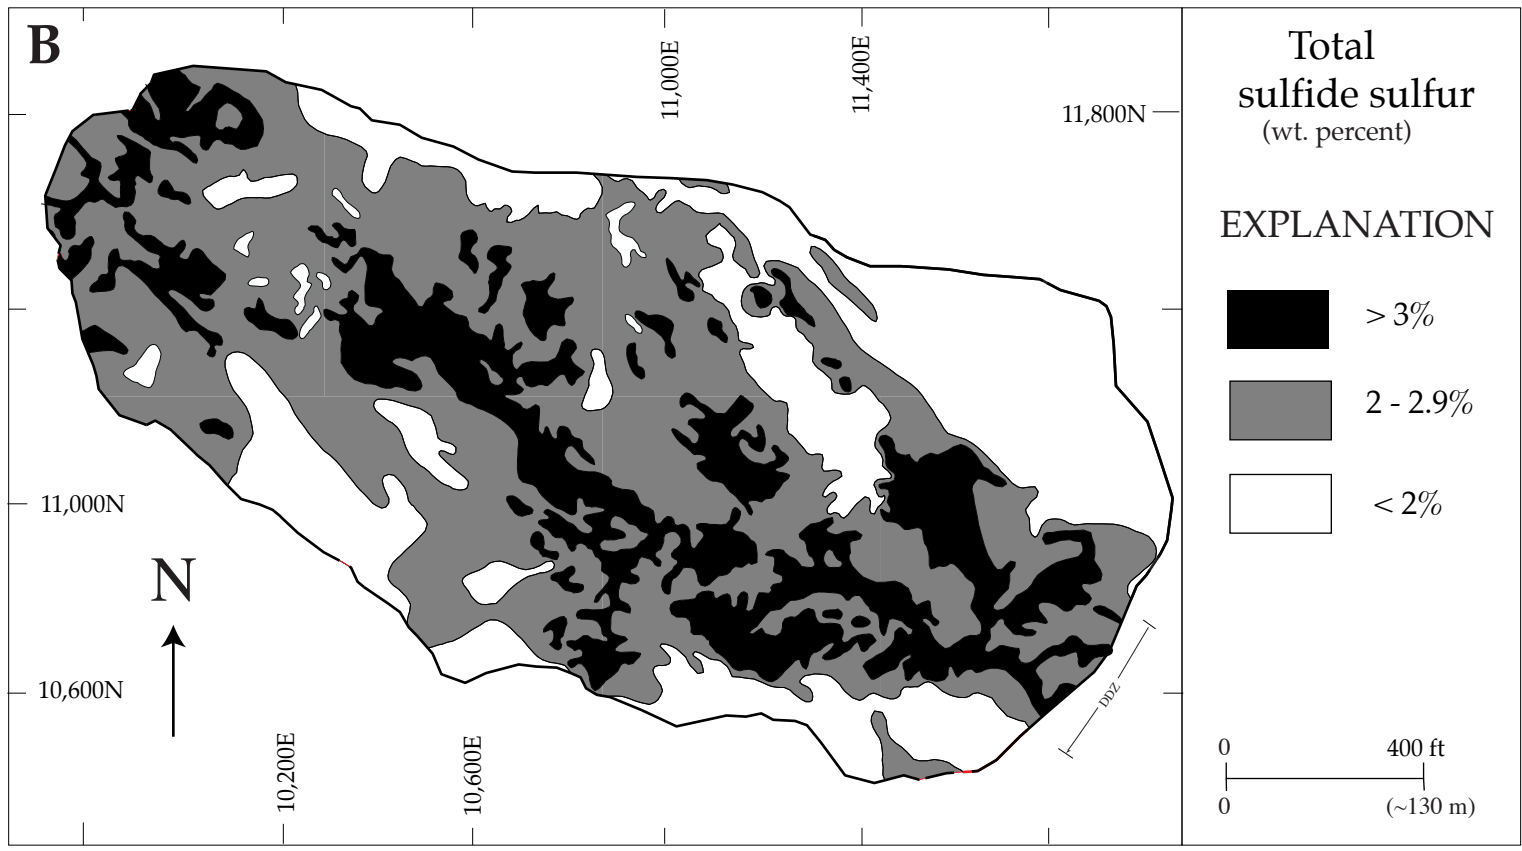 B
11,000E
11,400E
11,800N
11,000N
N
10,600N
10,200E
10,600E
DDZ
Total
sulfide sulfur
(wt. percent)
EXPLANATION
> 3%
2 - 2.9%
< 2%
0 400 ft
0 (~130 m)